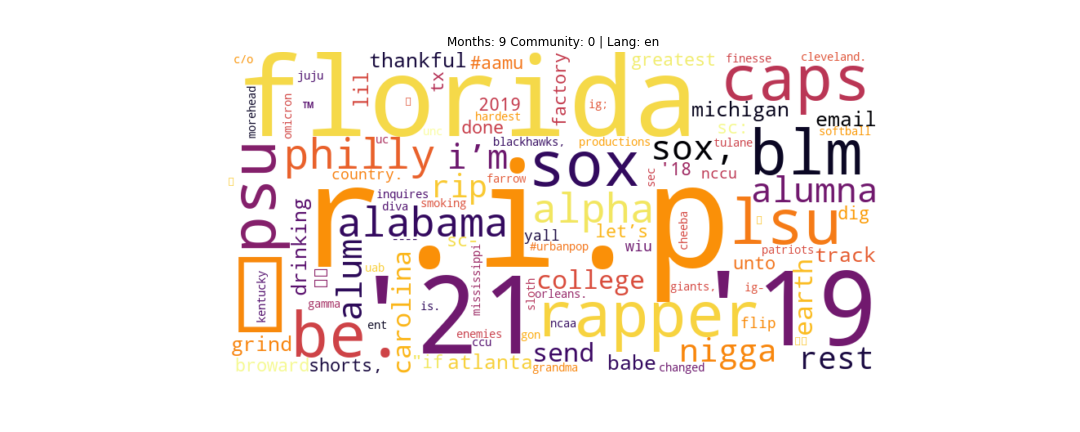 Months: 9 Community: 0 | Lang: en
c/o
florida
thankful
#aamu
factory
greatest
finesse
cleveland.
juju
lil
tx
caps
morehead
omicron
™
2019
ig;
michigan
hardest
done
unc
sc:
email
softball
uc
blackhawks,
productions
tulane
psu
philly
i'm
sox
sox,
blm
country.
farrow
sec
'18
nccu
r.i.p
inquires
rip
alumna
diva
smoking
alabama
alpha
cheeba
lsu
dig
drinking
----
sc-
yall
let's
#urbanpop
wiu
patriots
alum
uab
carolina
mississippi
track
unto
earth
kentucky
gamma
is.
'21
sloth
college
orleans.
giants,
ig-
'19
be.
ent
rapper
flip
ncaa
enemies
ccu
gon
grind
broward
shorts,
"if
atlanta
send
grandma
babe
nigga
changed
rest